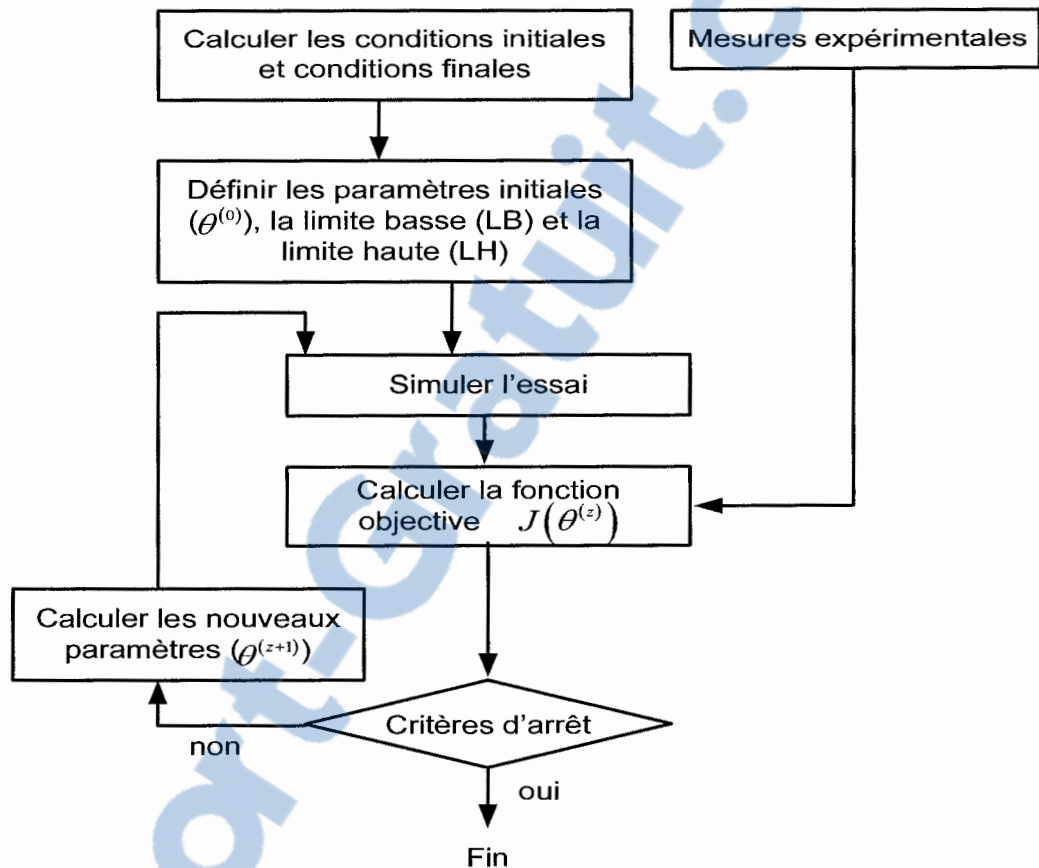 Calculer les conditions initiales
et conditions finales
Mesures expérimentales
Définir les paramètres initiales
(θ^(0)), la limite basse (LB) et la
limite haute (LH)
Simuler l'essai
Calculer la fonction
objective J(θ^(z))
Calculer les nouveaux
paramètres (θ^(z+1))
Critères d'arrêt
non
oui
Fin
ort-Gratuit.c